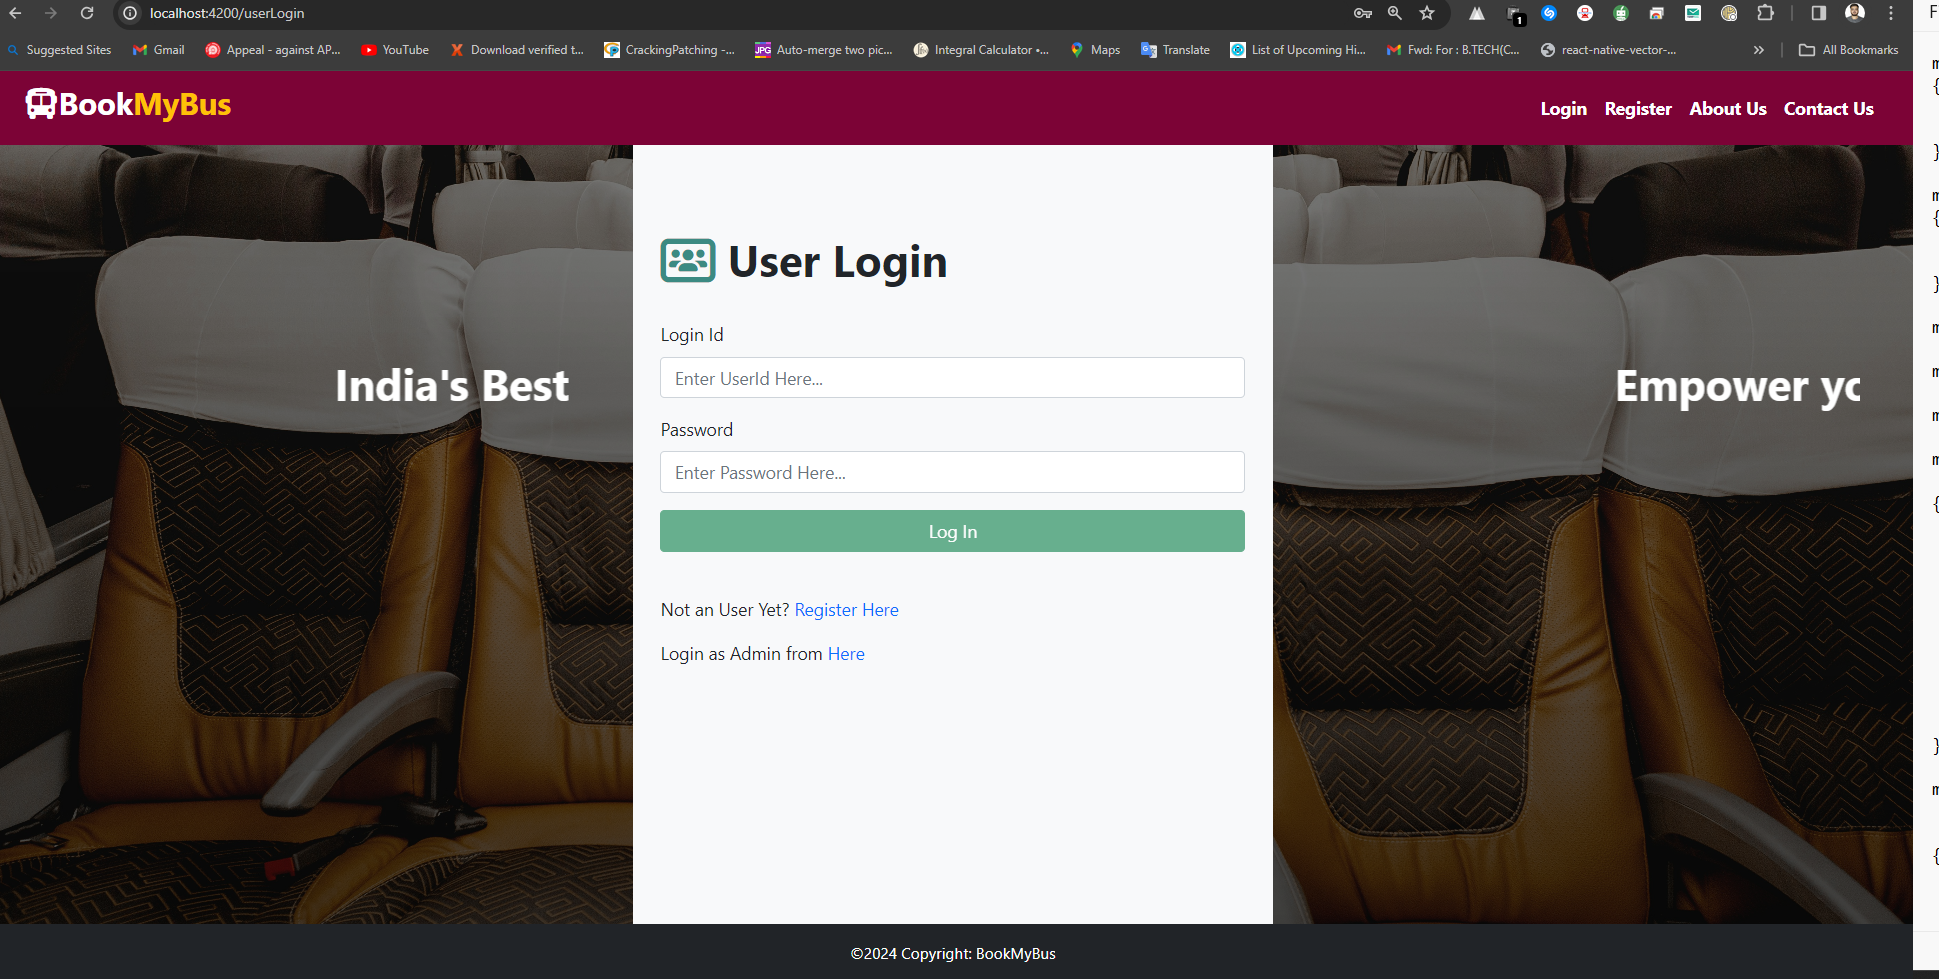 localhost:4200/userLogin
1
Suggested Sites
Gmail
Appeal - against AP...
YouTube
Download verified t...
CrackingPatching -...
JPG
Auto-merge two pic...
Integral Calculator •...
Maps
Translate
List of Upcoming Hi...
Fwd: For : B.TECH(C...
react-native-vector-...
»
All Bookmarks
BookMyBus
Login Register About Us Contact Us
User Login
Login Id
Enter UserId Here...
India's Best
Empower yo
Password
Enter Password Here...
Log In
Not an User Yet? Register Here
Login as Admin from Here
©2024 Copyright: BookMyBus